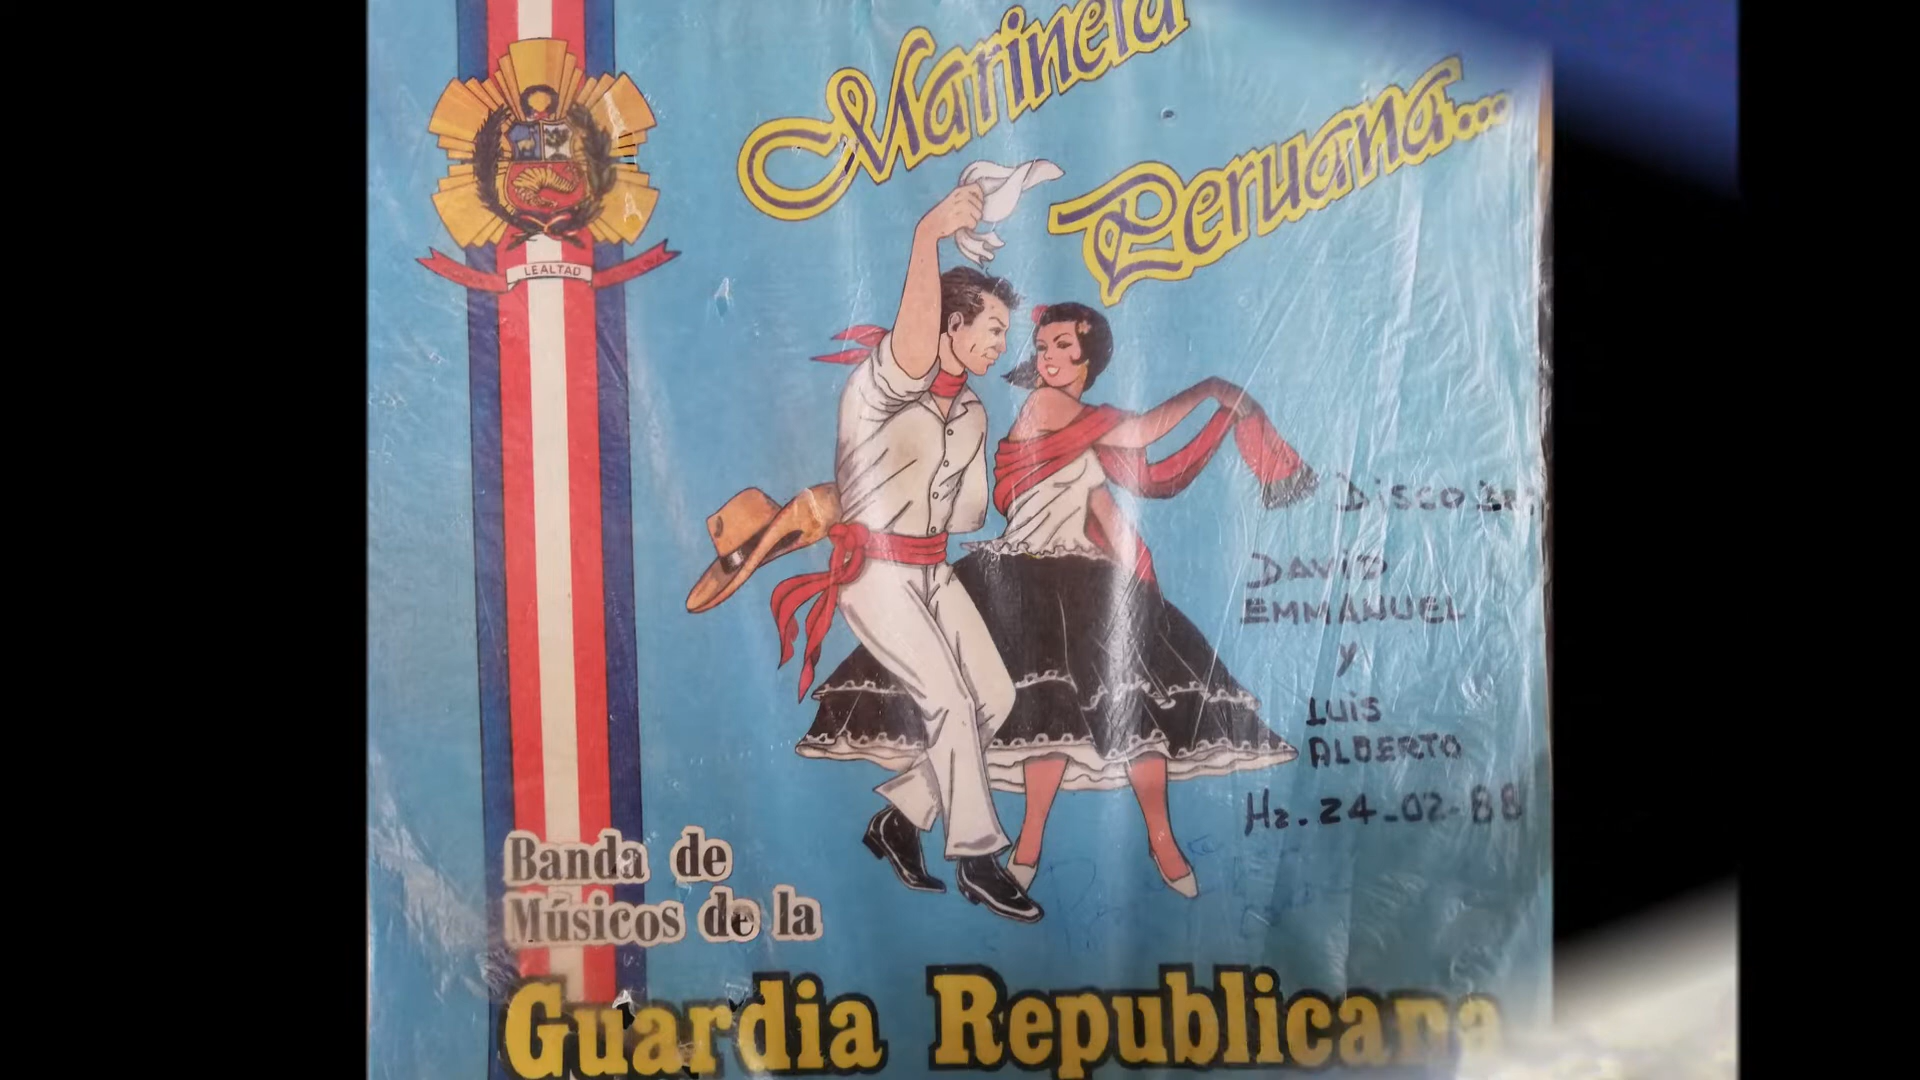 Marinera
Peruana...
LEALTAD
Disco
DAVID
EMMANUEL
y
LUIS
ALBERTO
Hz. 24-02-88
Banda de
Músicos de la
Guardia Republicana